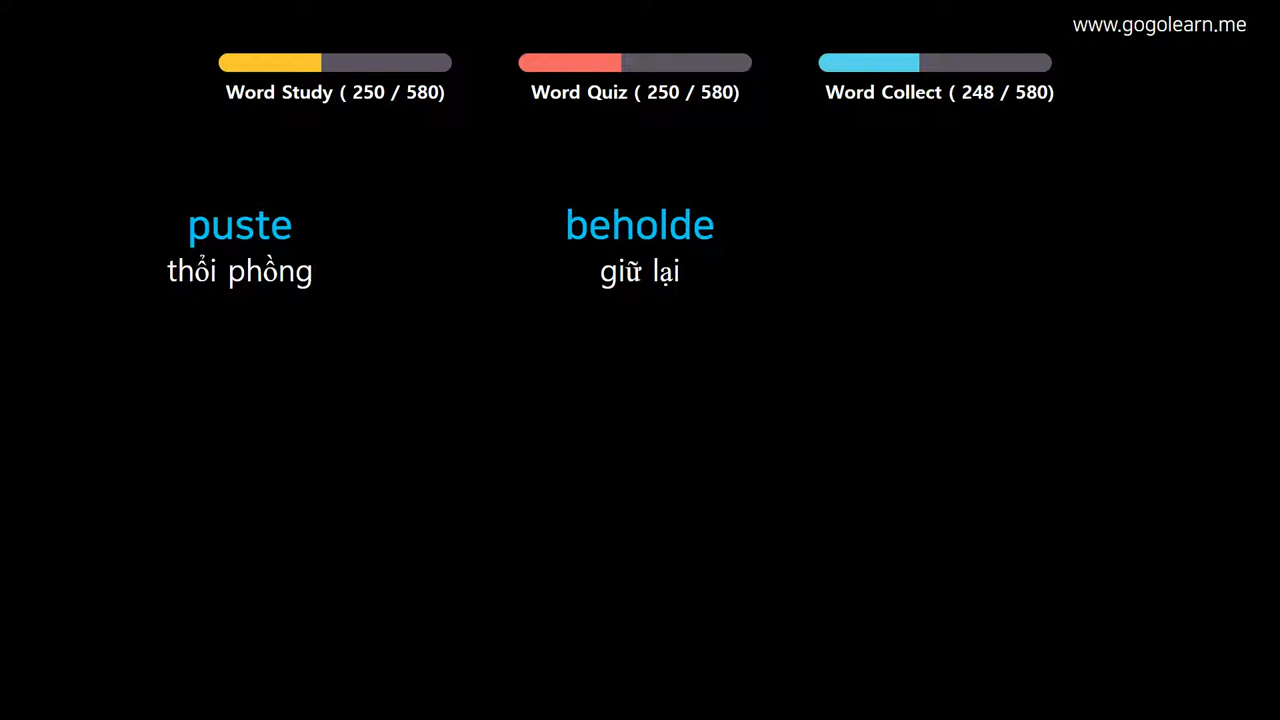 www.gogolearn.me
Word Study ( 250 / 580)
Word Quiz ( 250 / 580)
Word Collect ( 248 / 580)
puste
thổi phồng
beholde
giữ lại